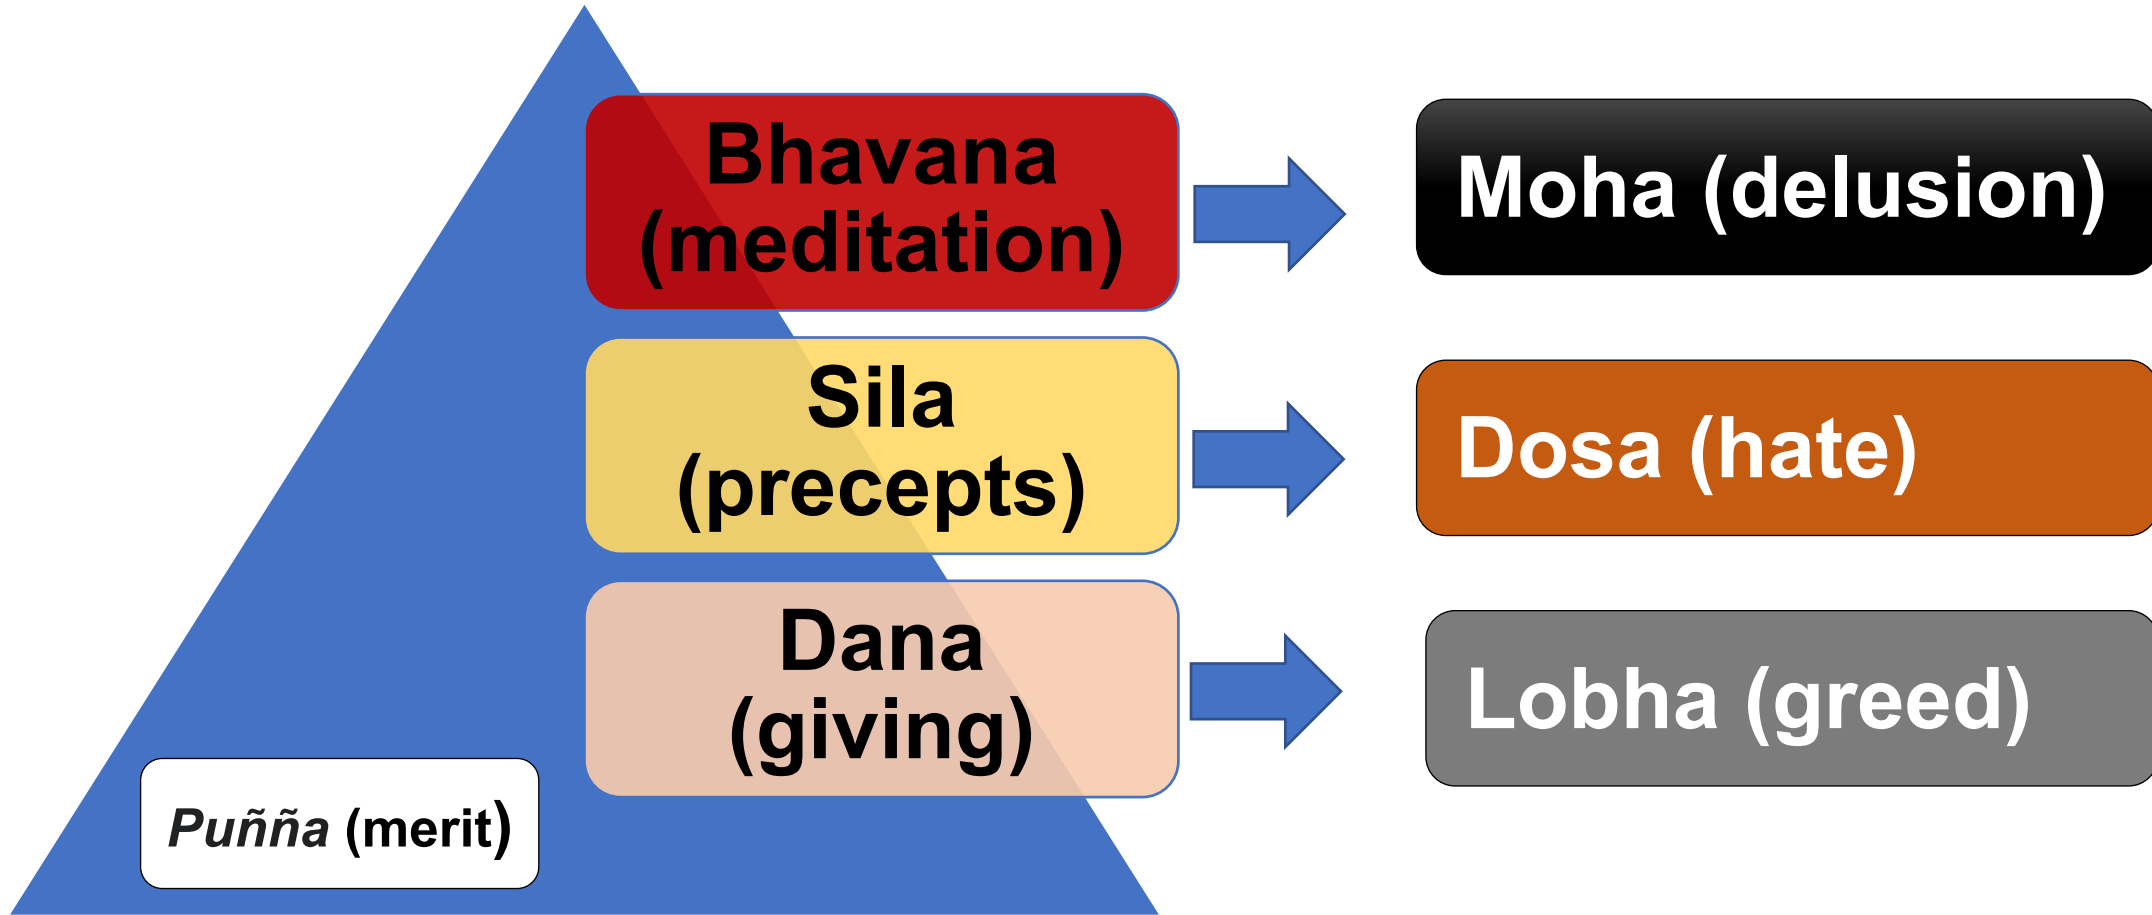 Bhavana
(meditation)
Moha (delusion)
Sila
(precepts)
Dosa (hate)
Dana
(giving)
Lobha (greed)
Puñña (merit)